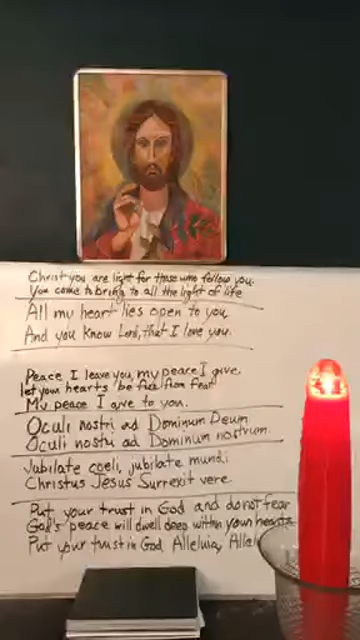 Christ you are light for those who follow you.
You come to bring to all the light of life
All my heart lies open to you
And you know Lord, that I love you.
Peace I leave you, my peace I give.
let your hearts be free from fear
My peace I give to you.
Oculi nostri ad Dominum Deum
Oculi nostri ad Dominum nostrum.
Jubilate coeli, jubilate mundi
Christus Jesus Surrexit vere.
Put your trust in God and do not fear
God's peace will dwell deep within your hearts
Put your trust in God Alleluia, Allel